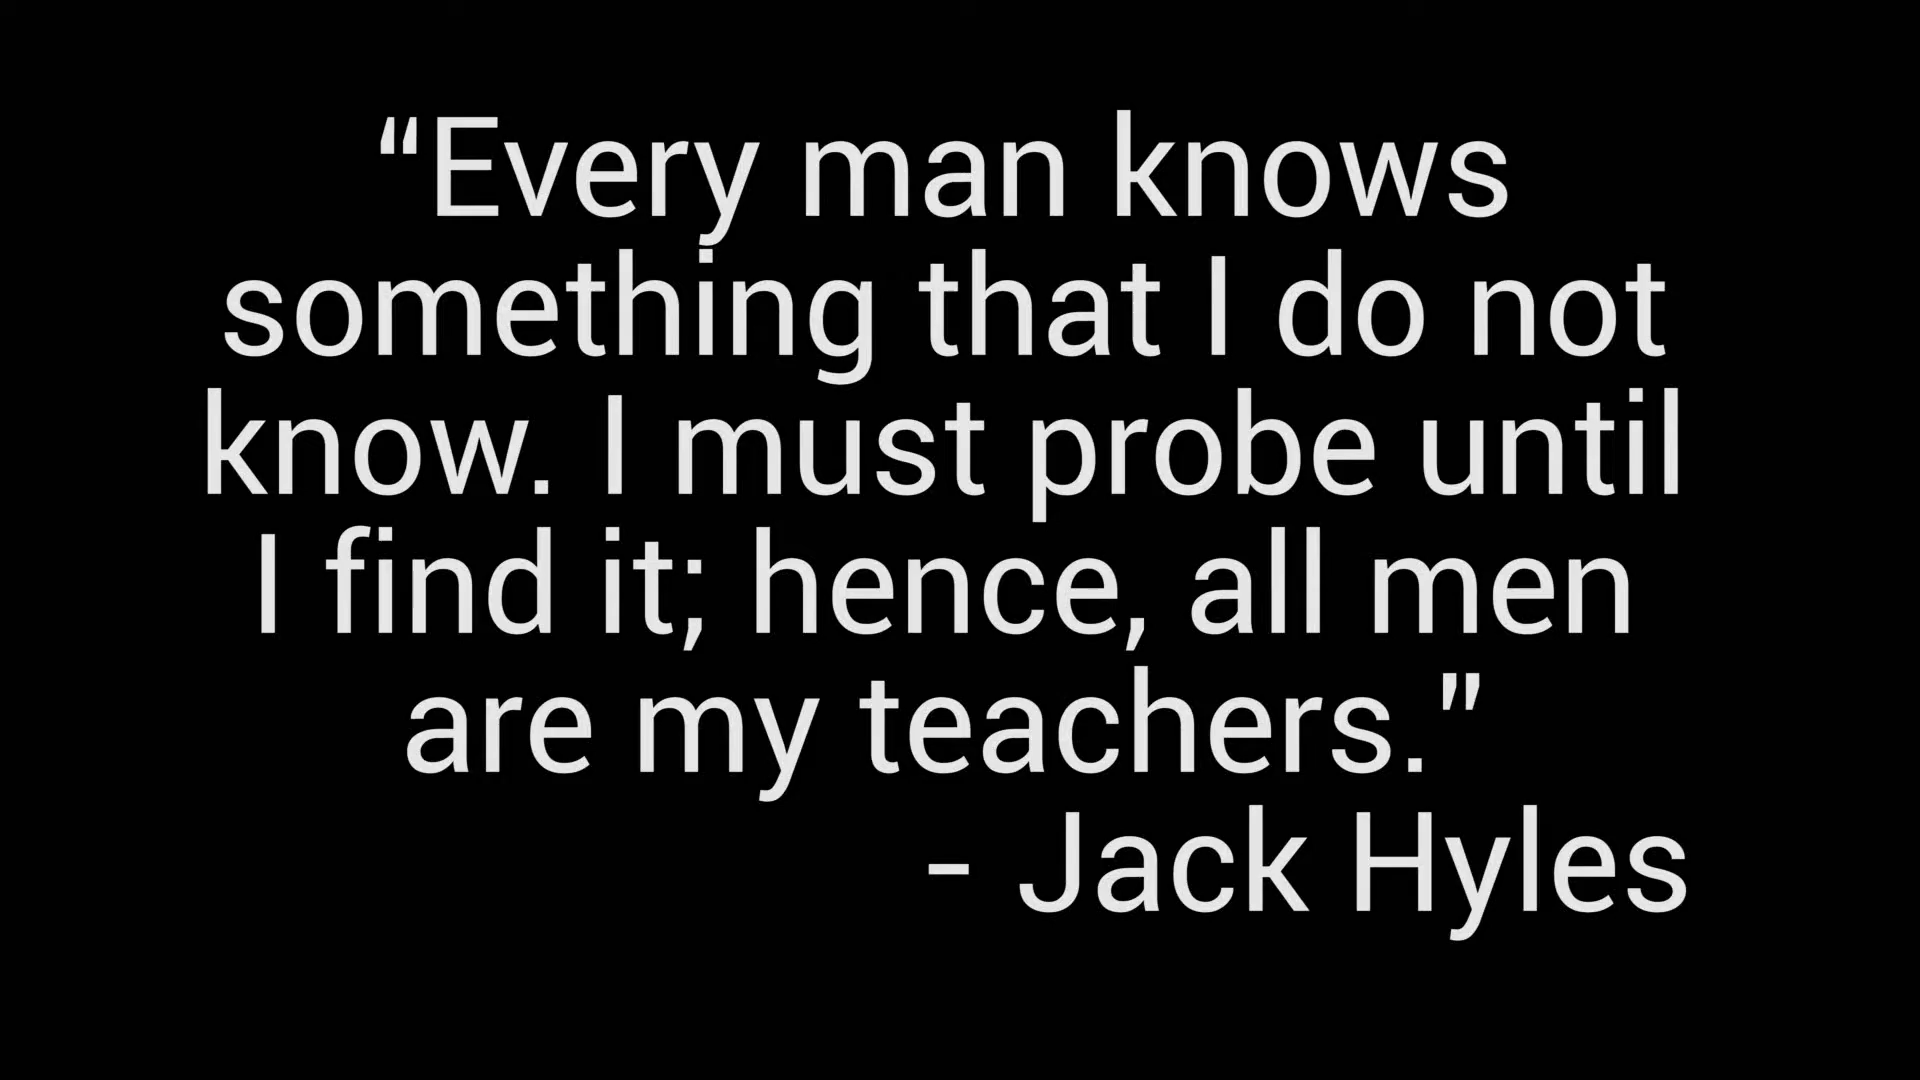 “Every man knows
something that I do not
know. I must probe until
I find it; hence, all men
are my teachers.”
- Jack Hyles